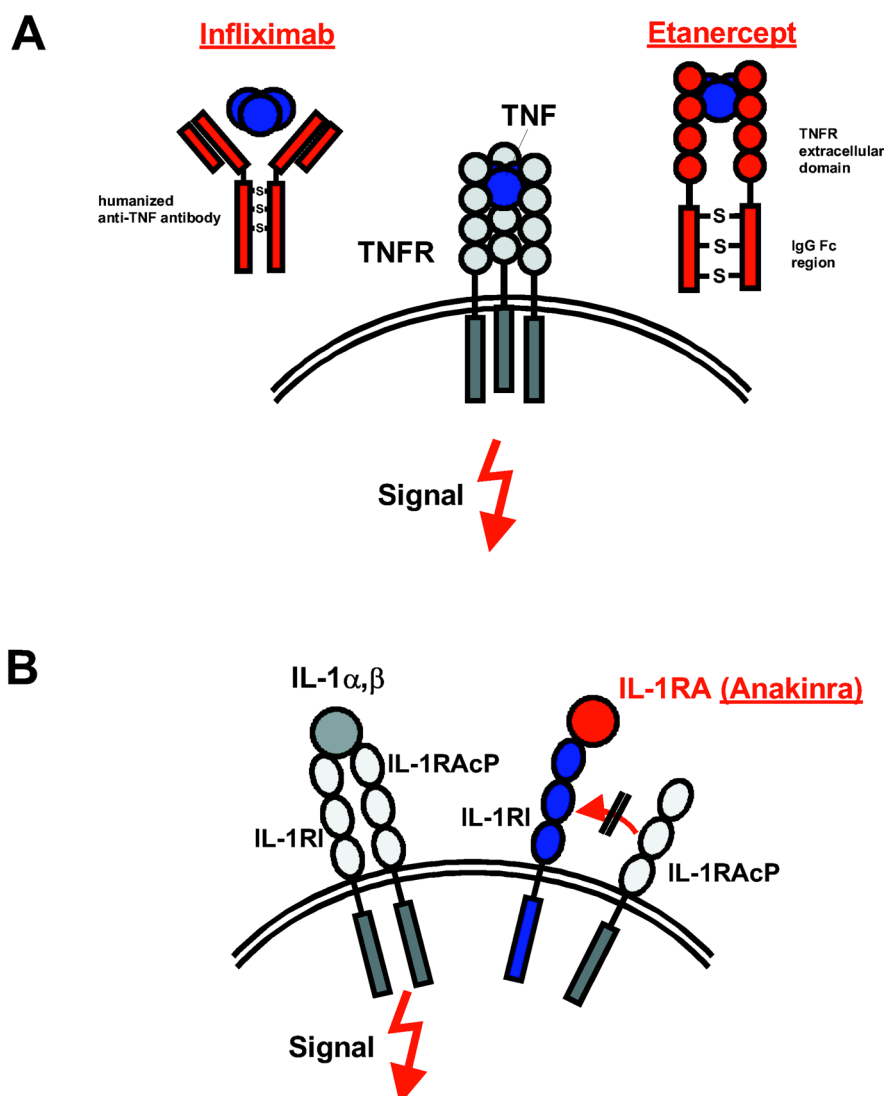 A
Infliximab
Etanercept
TNF
TNFR
extracellular
domain
humanized
anti-TNF antibody
S
S
S
TNFR
S
S
S
IgG Fc
region
Signal
B
IL-1α,β
IL-1RA (Anakinra)
IL-1RAcP
IL-1RI
IL-1RI
IL-1RAcP
Signal